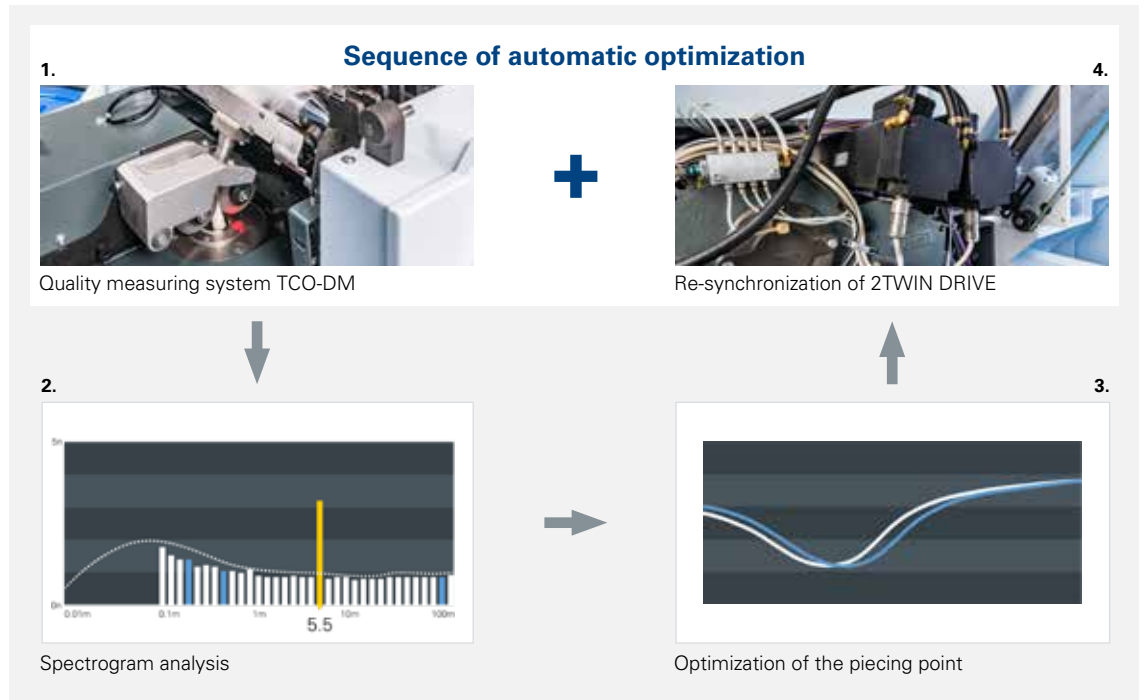 Sequence of automatic optimization
1.
Quality measuring system TCO-DM
4.
Re-synchronization of 2TWIN DRIVE
2.
5n
0n
0.01m 0.1m 1m 10m 100m
5.5
Spectrogram analysis
3.
Optimization of the piecing point